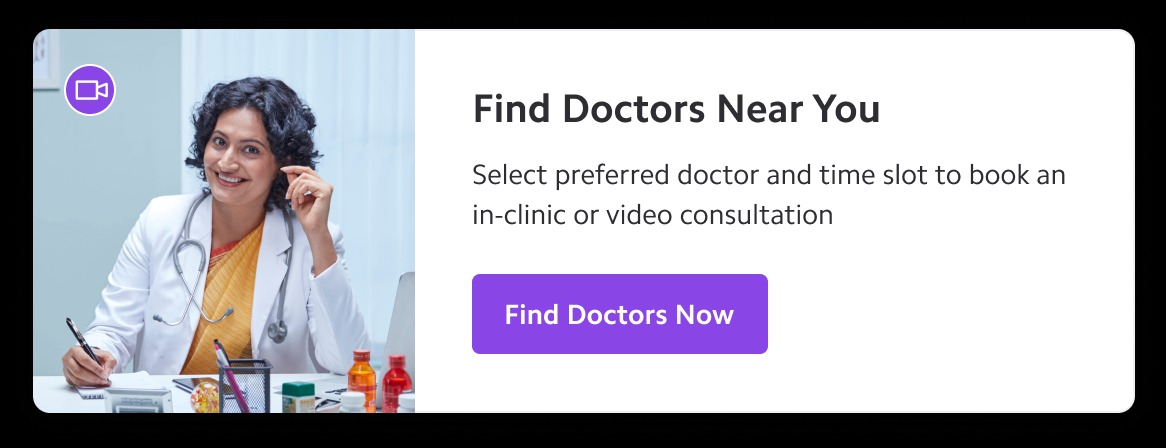 Find Doctors Near You
Select preferred doctor and time slot to book an
in-clinic or video consultation
Find Doctors Now